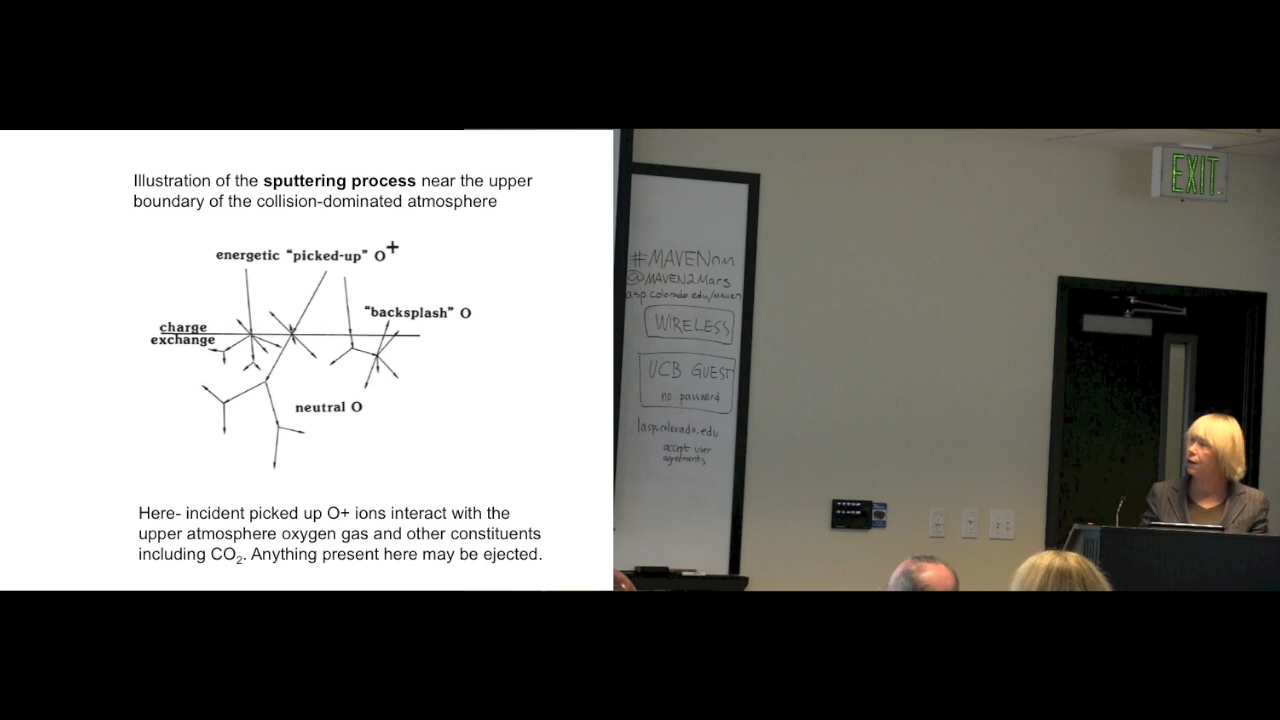 Illustration of the sputtering process near the upper
boundary of the collision-dominated atmosphere
energetic "picked-up" O+
"backsplash" O
charge
exchange
neutral O
Here- incident picked up O+ ions interact with the
upper atmosphere oxygen gas and other constituents
including CO2. Anything present here may be ejected.
#MAVENnm
@MAVEN2Mars
lasp.colorado.edu/maven
WIRELESS
UCB GUEST
no password
lasp.colorado.edu
accept user
agreements
EXIT